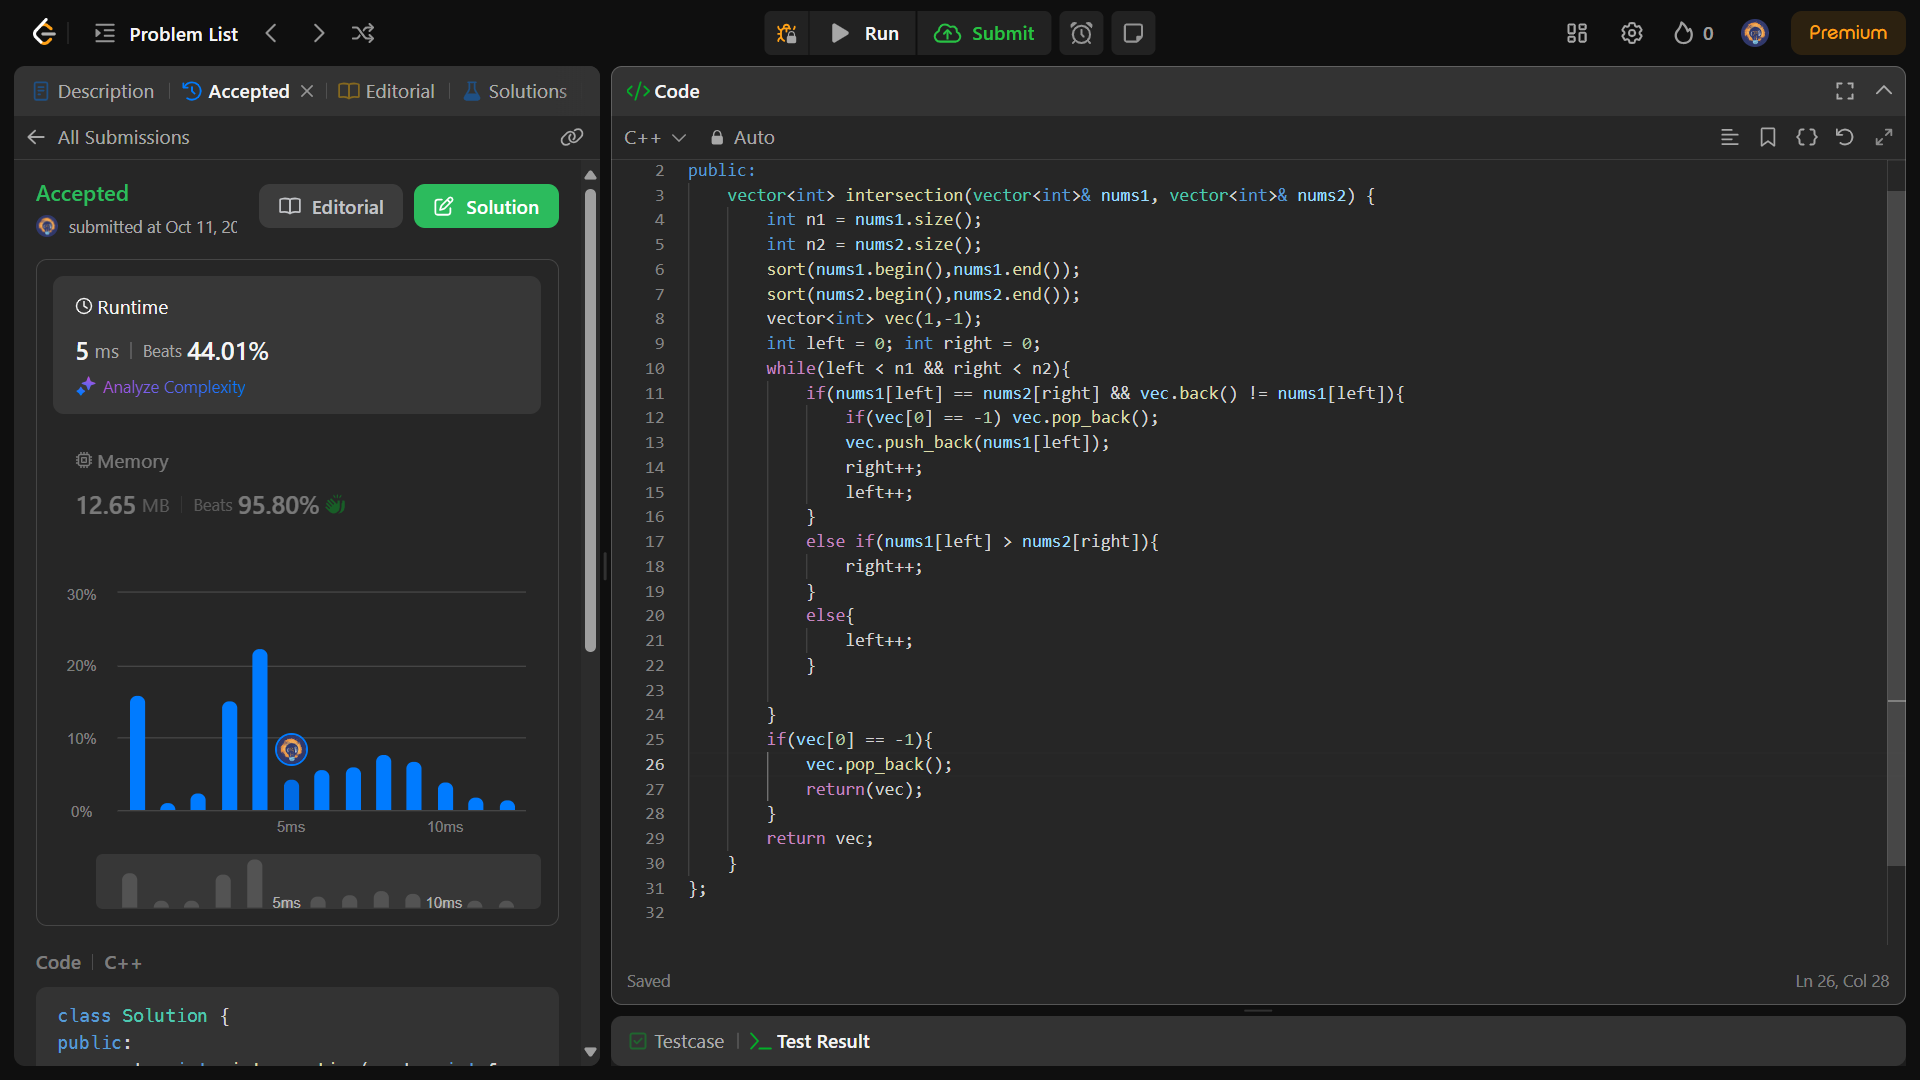 Problem List
Run
Submit
0
Premium
Description
Accepted
Editorial
Solutions
All Submissions
Accepted
submitted at Oct 11, 20
Editorial
Solution
Runtime
5 ms
Beats 44.01%
Analyze Complexity
Memory
12.65 MB
Beats 95.80%
30%
20%
10%
0%
5ms
10ms
5ms
10ms
Code
C++
class Solution {
public:
Code
C++
Auto
2 public:
3 vector<int> intersection(vector<int>& nums1, vector<int>& nums2) {
4 int n1 = nums1.size();
5 int n2 = nums2.size();
6 sort(nums1.begin(),nums1.end());
7 sort(nums2.begin(),nums2.end());
8 vector<int> vec(1,-1);
9 int left = 0; int right = 0;
10 while(left < n1 && right < n2){
11 if(nums1[left] == nums2[right] && vec.back() != nums1[left]){
12 if(vec[0] == -1) vec.pop_back();
13 vec.push_back(nums1[left]);
14 right++;
15 left++;
16 }
17 else if(nums1[left] > nums2[right]){
18 right++;
19 }
20 else{
21 left++;
22 }
23
24 }
25 if(vec[0] == -1){
26 vec.pop_back();
27 return(vec);
28 }
29 return vec;
30 }
31 };
32
Saved
Ln 26, Col 28
Testcase
Test Result